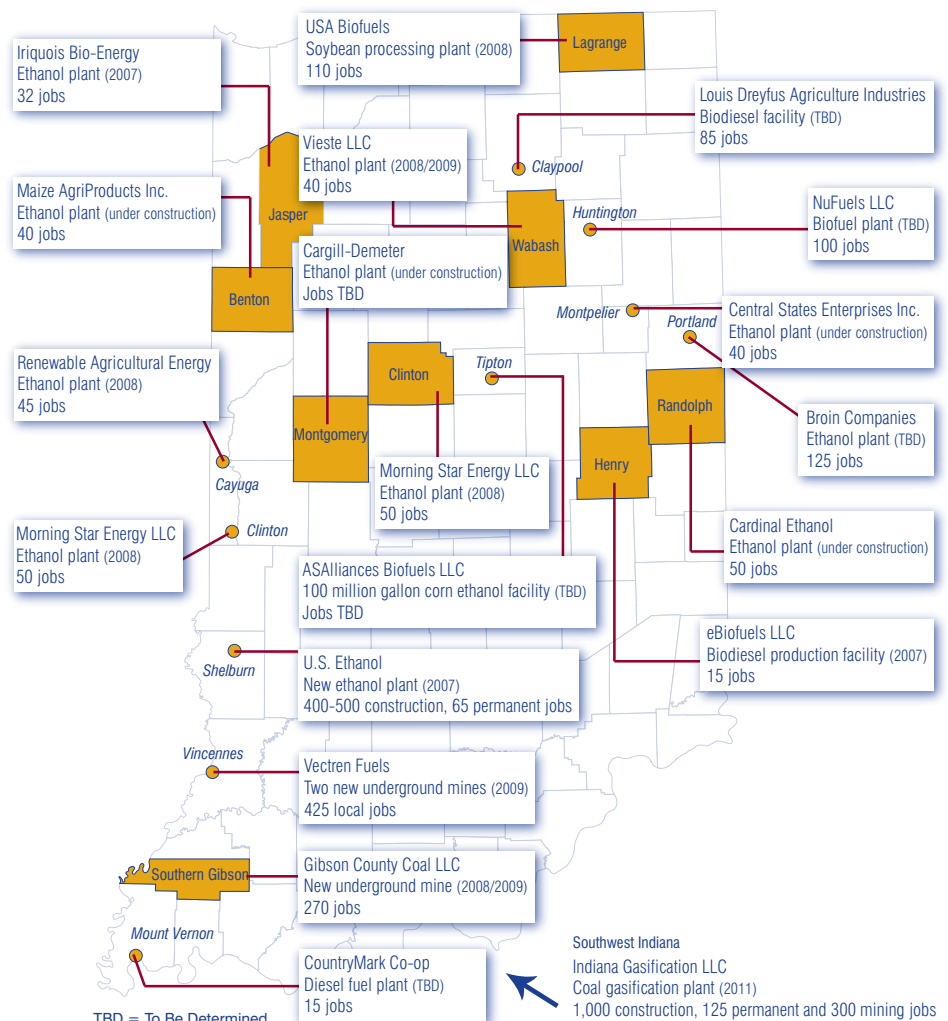 USA Biofuels
Soybean processing plant (2008)
110 jobs
Lagrange
Iriquois Bio-Energy
Ethanol plant (2007)
32 jobs
Louis Dreyfus Agriculture Industries
Biodiesel facility (TBD)
85 jobs
Vieste LLC
Ethanol plant (2008/2009)
40 jobs
Claypool
Maize AgriProducts Inc.
Ethanol plant (under construction)
40 jobs
Jasper
Huntington
NuFuels LLC
Biofuel plant (TBD)
100 jobs
Wabash
Cargill-Demeter
Ethanol plant (under construction)
Jobs TBD
Benton
Montpelier
Portland
Central States Enterprises Inc.
Ethanol plant (under construction)
40 jobs
Renewable Agricultural Energy
Ethanol plant (2008)
45 jobs
Clinton
Tipton
Randolph
Broin Companies
Ethanol plant (TBD)
125 jobs
Montgomery
Henry
Cayuga
Morning Star Energy LLC
Ethanol plant (2008)
50 jobs
Morning Star Energy LLC
Ethanol plant (2008)
50 jobs
Clinton
Cardinal Ethanol
Ethanol plant (under construction)
50 jobs
ASAlliances Biofuels LLC
100 million gallon corn ethanol facility (TBD)
Jobs TBD
eBiofuels LLC
Biodiesel production facility (2007)
15 jobs
Shelburn
U.S. Ethanol
New ethanol plant (2007)
400-500 construction, 65 permanent jobs
Vincennes
Vectren Fuels
Two new underground mines (2009)
425 local jobs
Southern Gibson
Gibson County Coal LLC
New underground mine (2008/2009)
270 jobs
Mount Vernon
CountryMark Co-op
Diesel fuel plant (TBD)
15 jobs
Southwest Indiana
Indiana Gasification LLC
Coal gasification plant (2011)
1,000 construction, 125 permanent and 300 mining jobs
TBD = To Be Determined